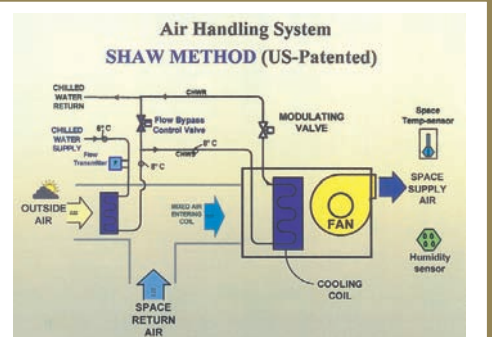 Air Handling System
SHAW METHOD (US-Patented)
CHILLED
WATER
RETURN
CHWR
Flow Bypass
Control Valve
MODULATING
VALVE
Space
Temp-sensor
CHILLED
WATER
SUPPLY
6° C
Flow
Transmitter
F
8° C
CHWS
6° C
OUTSIDE
AIR
MIXED AIR
ENTERING
COIL
FAN
SPACE
SUPPLY
AIR
Humidity
sensor
COOLING
COIL
SPACE
RETURN
AIR